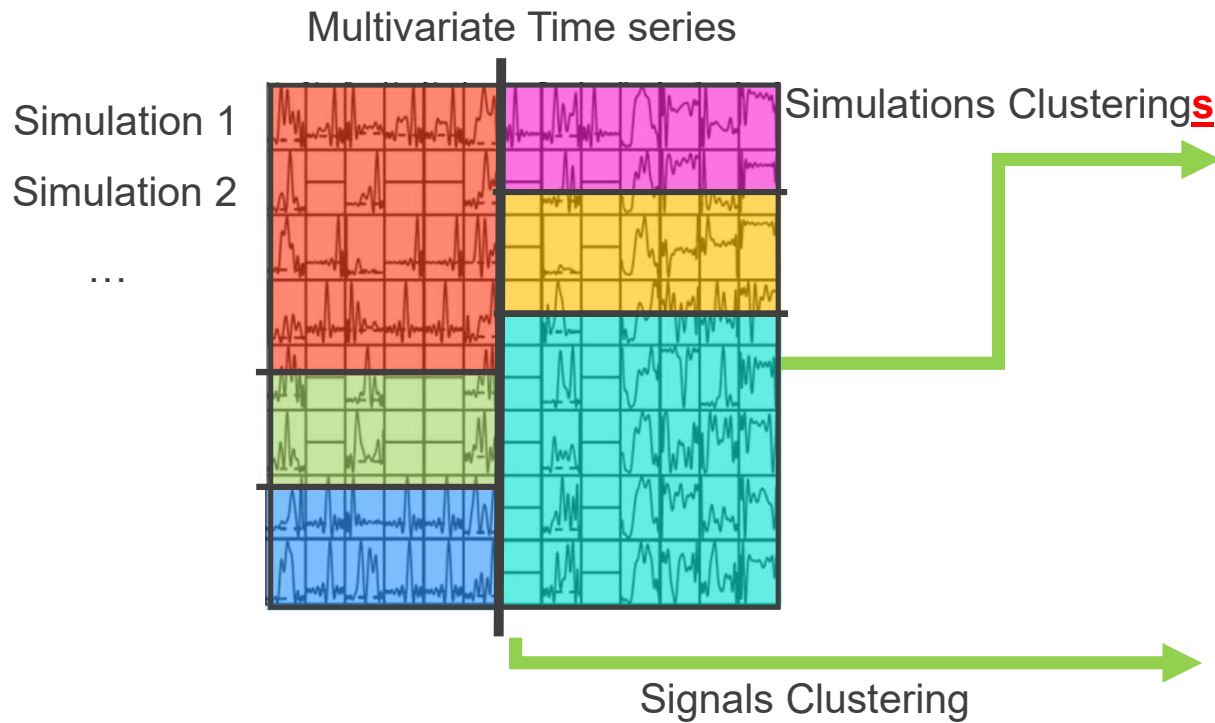 Multivariate Time series
Simulation 1
Simulations Clusterings
Simulation 2
…
Signals Clustering